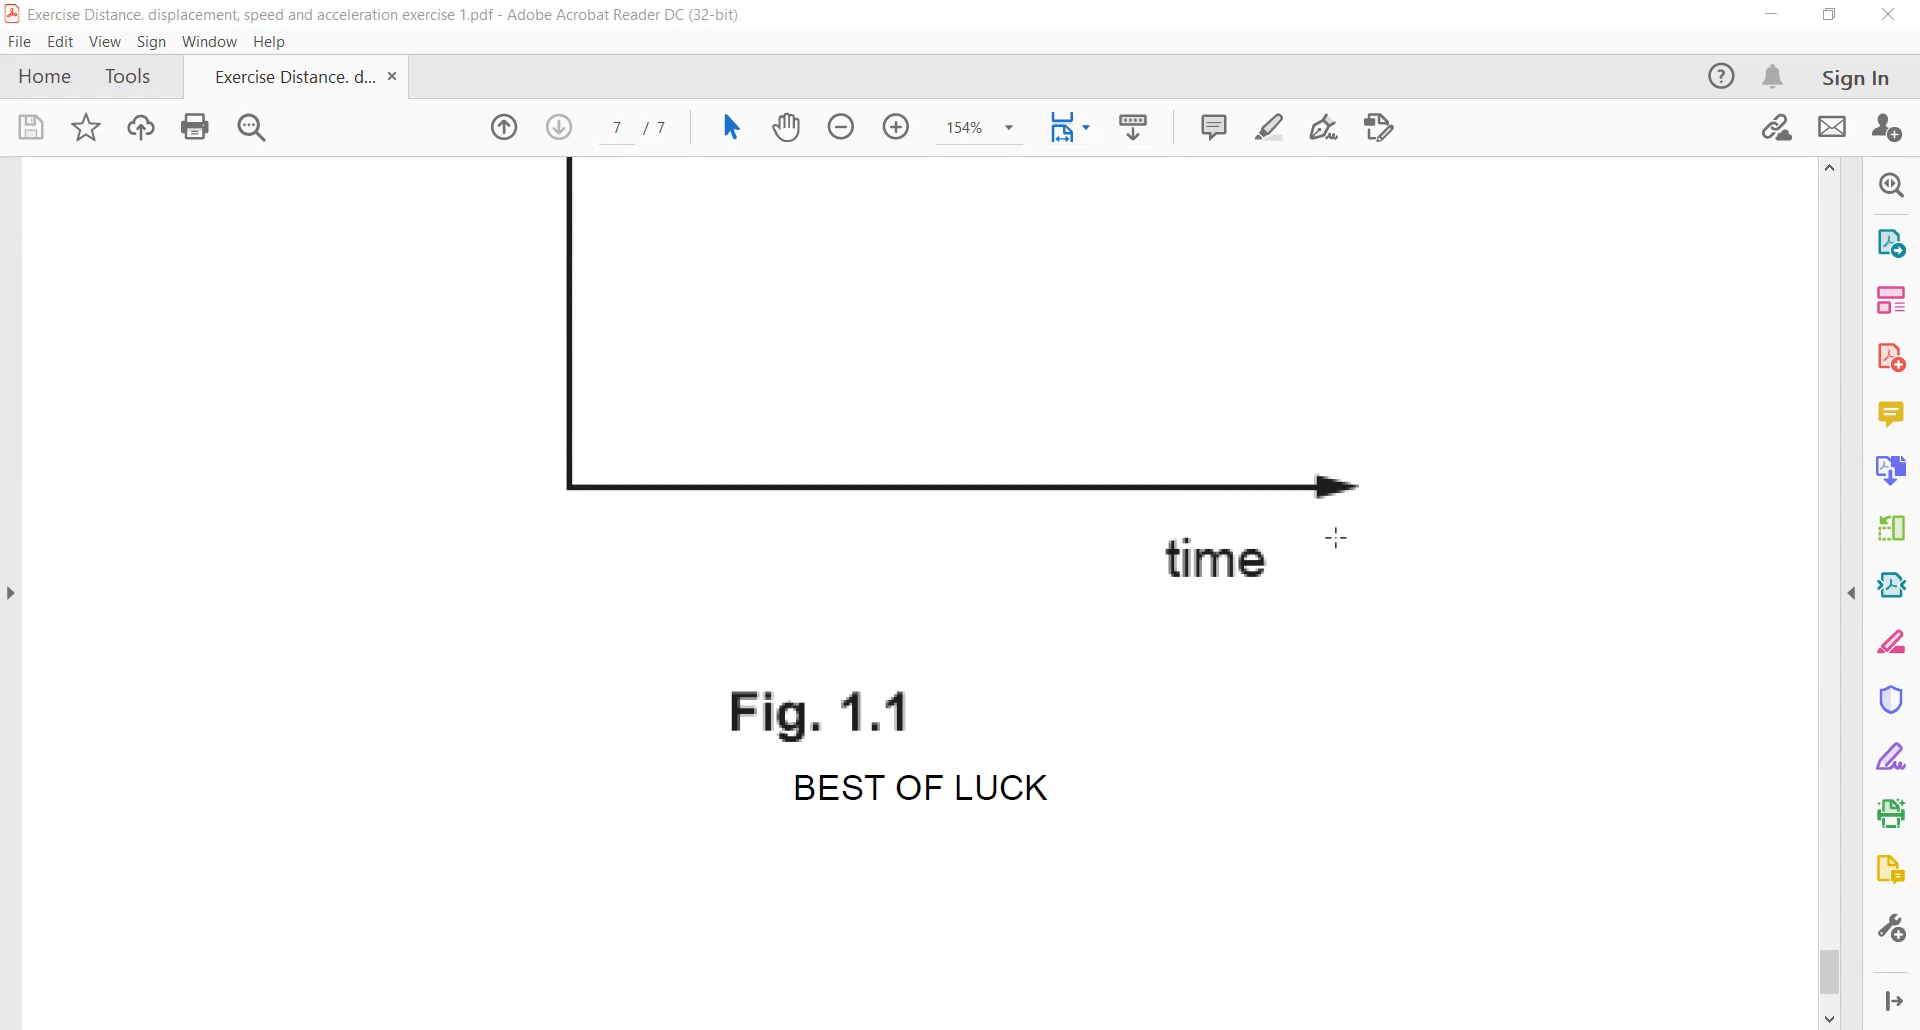 Exercise Distance. displacement, speed and acceleration exercise 1.pdf - Adobe Acrobat Reader DC (32-bit)
File Edit View Sign Window Help
Home Tools Exercise Distance. d... × Sign In
7 / 7 154%
time
Fig. 1.1
BEST OF LUCK